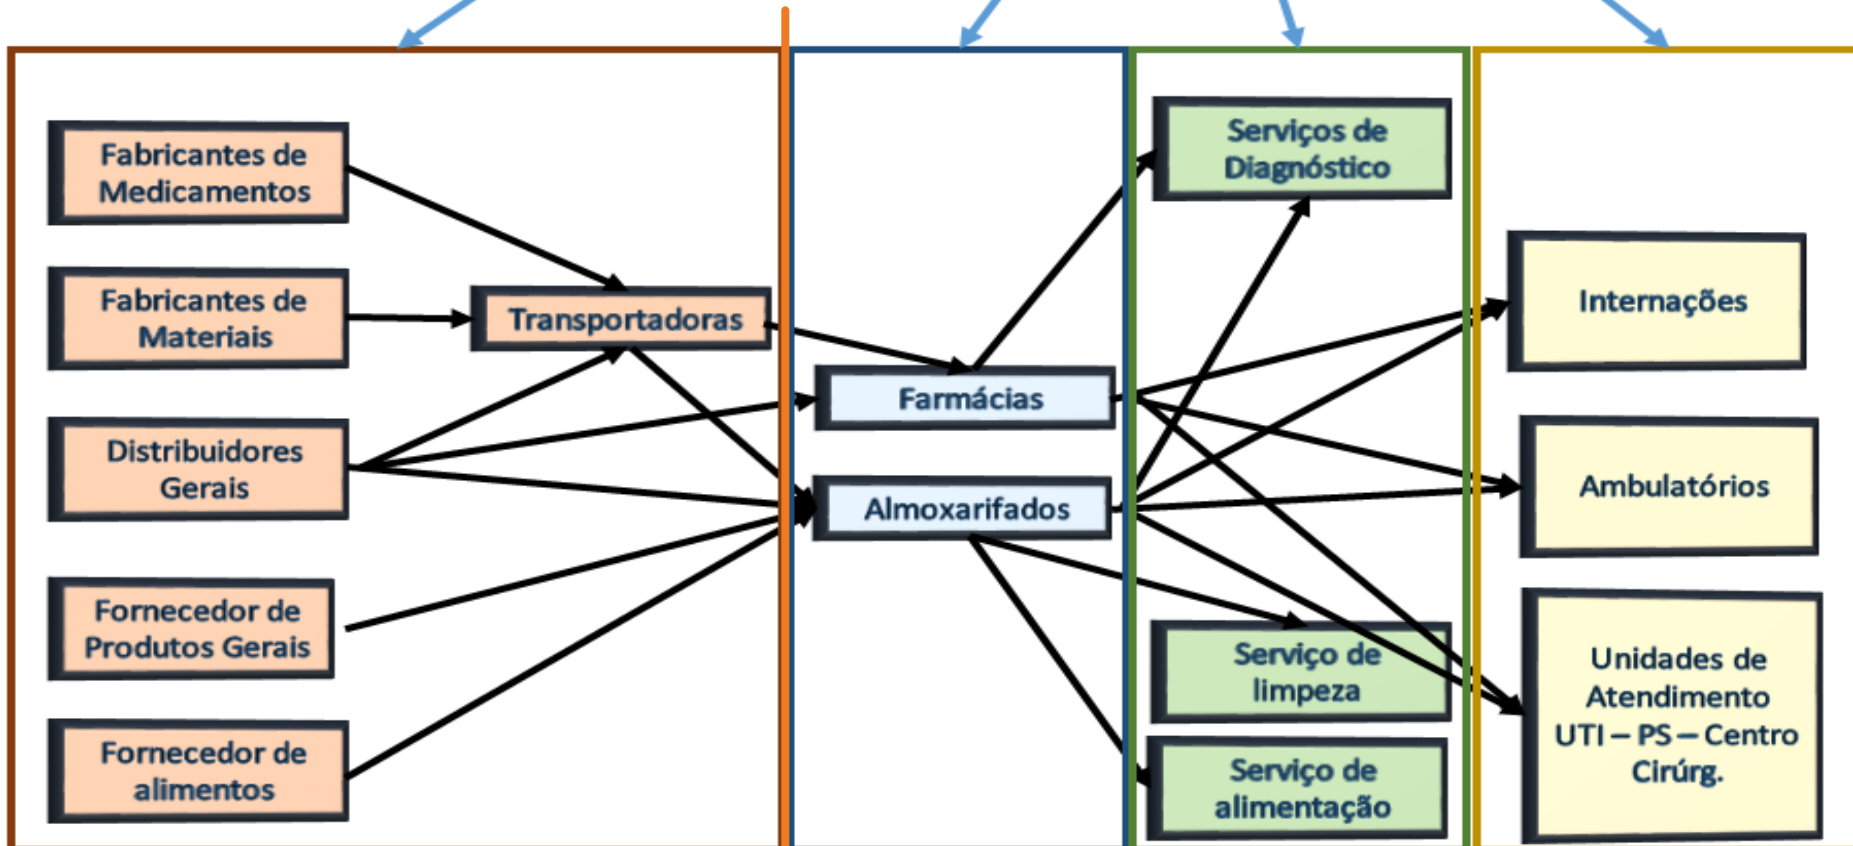 Fabricantes de
Medicamentos
Fabricantes de
Materiais
Distribuidores
Gerais
Fornecedor de
Produtos Gerais
Fornecedor de
alimentos
Transportadoras
Farmácias
Almoxarifados
Serviços de
Diagnóstico
Serviço de
limpeza
Serviço de
alimentação
Internações
Ambulatórios
Unidades de
Atendimento
UTI – PS – Centro
Cirúrg.